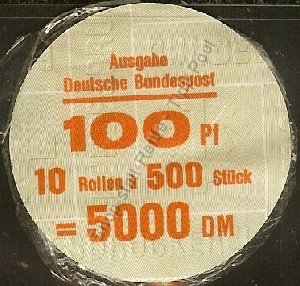 Ausgabe
Deutsche Bundespost
100 Pf
10 Rollen à 500 Stück
= 5000 DM